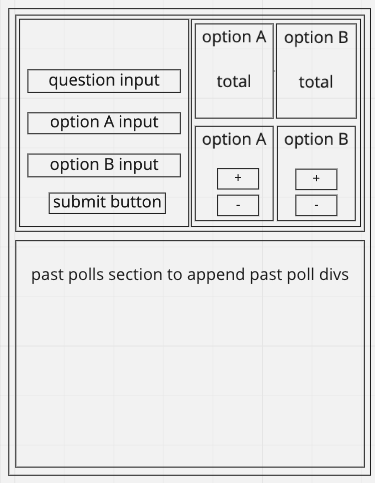 question input
option A input
option B input
submit button
option A
total
option B
total
option A
+
-
option B
+
-
past polls section to append past poll divs